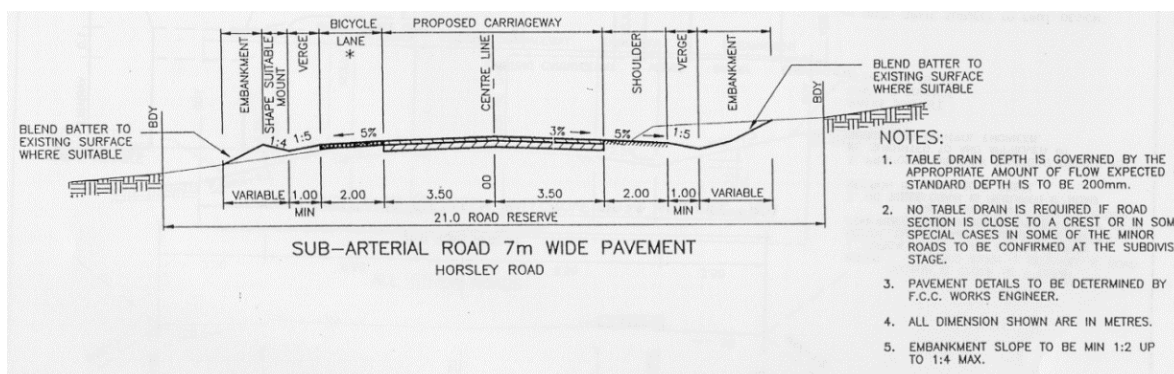 BICYCLE
LANE
*
PROPOSED CARRIAGEWAY
EMBANKMENT
SHAPE SUITABLE
MOUNT
VERGE
CENTRE LINE
SHOULDER
VERGE
EMBANKMENT
BLEND BATTER TO
EXISTING SURFACE
WHERE SUITABLE
BDY
BDY
BLEND BATTER TO
EXISTING SURFACE
WHERE SUITABLE
1:4
1:5
5%
3%
5%
1:5
VARIABLE
1.00
MIN
2.00
3.50
00
3.50
2.00
1.00
MIN
VARIABLE
21.0 ROAD RESERVE
SUB-ARTERIAL ROAD 7m WIDE PAVEMENT
HORSLEY ROAD
NOTES:
1. TABLE DRAIN DEPTH IS GOVERNED BY THE
APPROPRIATE AMOUNT OF FLOW EXPECTED
STANDARD DEPTH IS TO BE 200mm.
2. NO TABLE DRAIN IS REQUIRED IF ROAD
SECTION IS CLOSE TO A CREST OR IN SOM
SPECIAL CASES IN SOME OF THE MINOR
ROADS TO BE CONFIRMED AT THE SUBDIVIS
STAGE.
3. PAVEMENT DETAILS TO BE DETERMINED BY
F.C.C. WORKS ENGINEER.
4. ALL DIMENSION SHOWN ARE IN METRES.
5. EMBANKMENT SLOPE TO BE MIN 1:2 UP
TO 1:4 MAX.